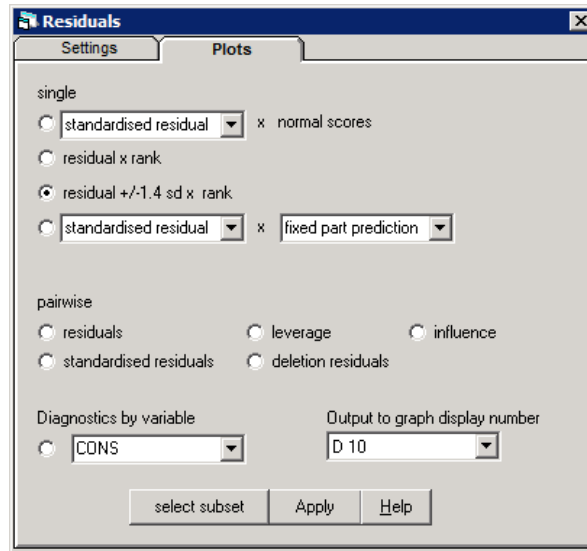 Residuals
Settings Plots
single
standardised residual x normal scores
residual x rank
residual +/-1.4 sd x rank
standardised residual x fixed part prediction
pairwise
residuals leverage influence
standardised residuals deletion residuals
Diagnostics by variable Output to graph display number
CONS D 10
select subset Apply Help